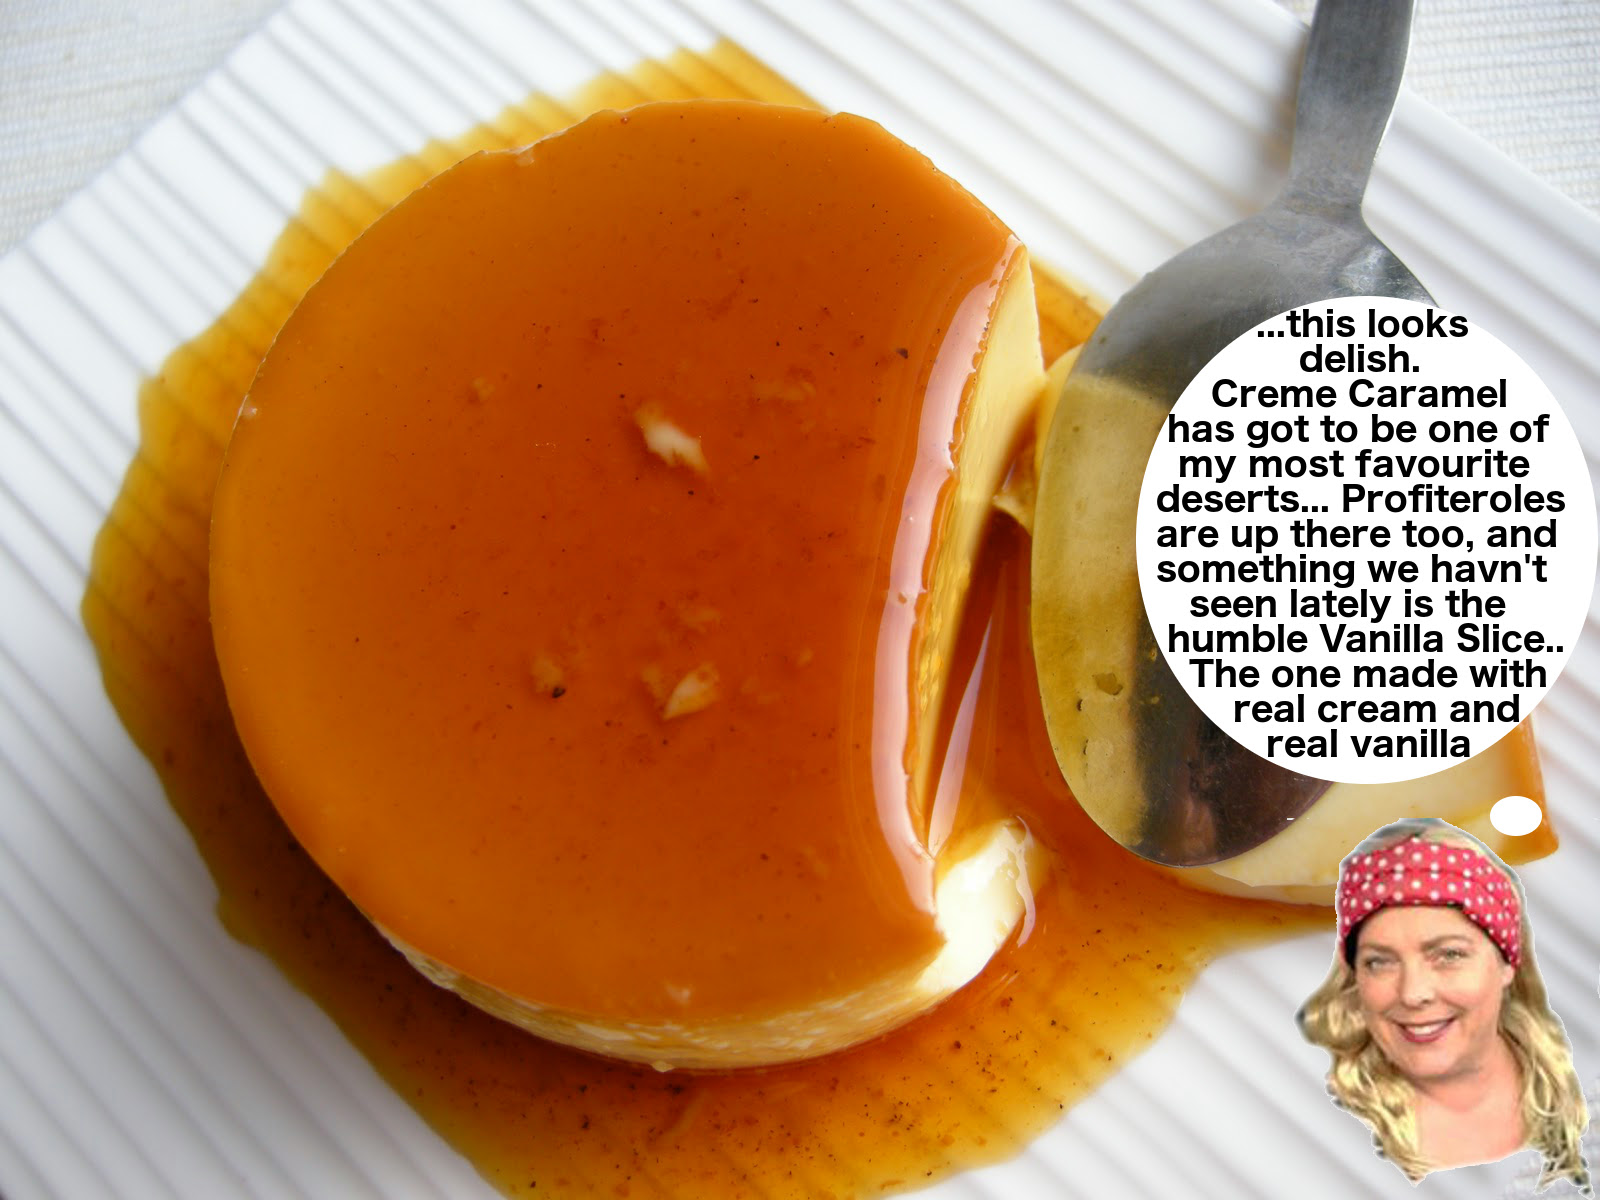 ...this looks
delish.
Creme Caramel
has got to be one of
my most favourite
deserts... Profiteroles
are up there too, and
something we havn't
seen lately is the
humble Vanilla Slice..
The one made with
real cream and
real vanilla